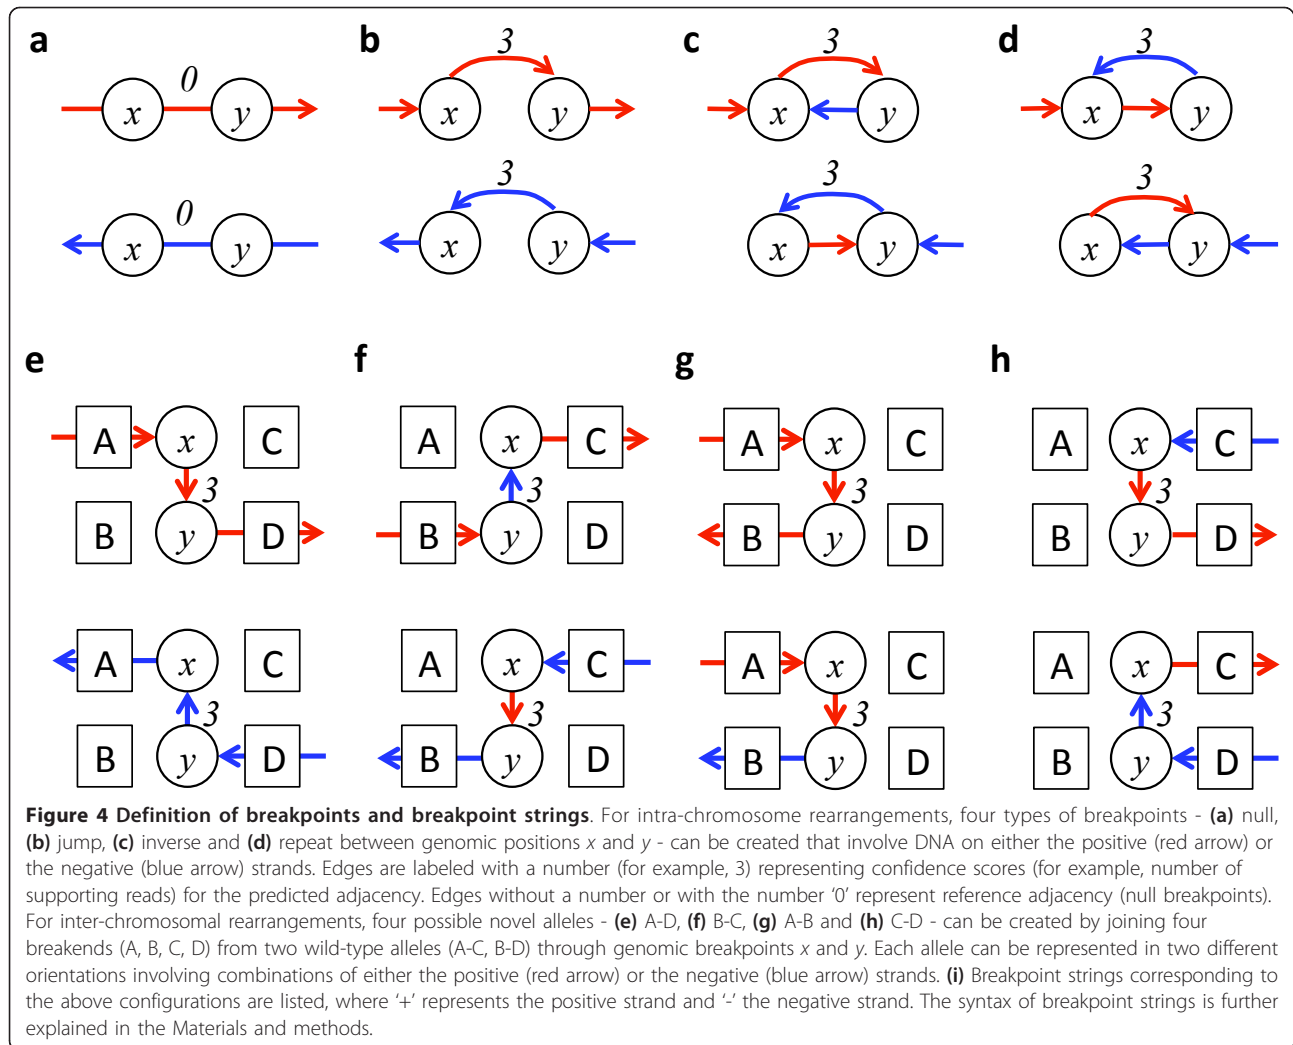 a b c d
0 3 3 3
x y x y x y x y
0 3 3 3
x y x y x y x y
e f g h
A x C A x C A x C A x C
3 3 3 3
B y D B y D B y D B y D
A x C A x C A x C A x C
3 3 3 3
B y D B y D B y D B y D
Figure 4 Definition of breakpoints and breakpoint strings. For intra-chromosome rearrangements, four types of breakpoints - (a) null,
(b) jump, (c) inverse and (d) repeat between genomic positions x and y - can be created that involve DNA on either the positive (red arrow) or
the negative (blue arrow) strands. Edges are labeled with a number (for example, 3) representing confidence scores (for example, number of
supporting reads) for the predicted adjacency. Edges without a number or with the number ‘0’ represent reference adjacency (null breakpoints).
For inter-chromosomal rearrangements, four possible novel alleles - (e) A-D, (f) B-C, (g) A-B and (h) C-D - can be created by joining four
breakends (A, B, C, D) from two wild-type alleles (A-C, B-D) through genomic breakpoints x and y. Each allele can be represented in two different
orientations involving combinations of either the positive (red arrow) or the negative (blue arrow) strands. (i) Breakpoint strings corresponding to
the above configurations are listed, where ‘+’ represents the positive strand and ‘-’ the negative strand. The syntax of breakpoint strings is further
explained in the Materials and methods.